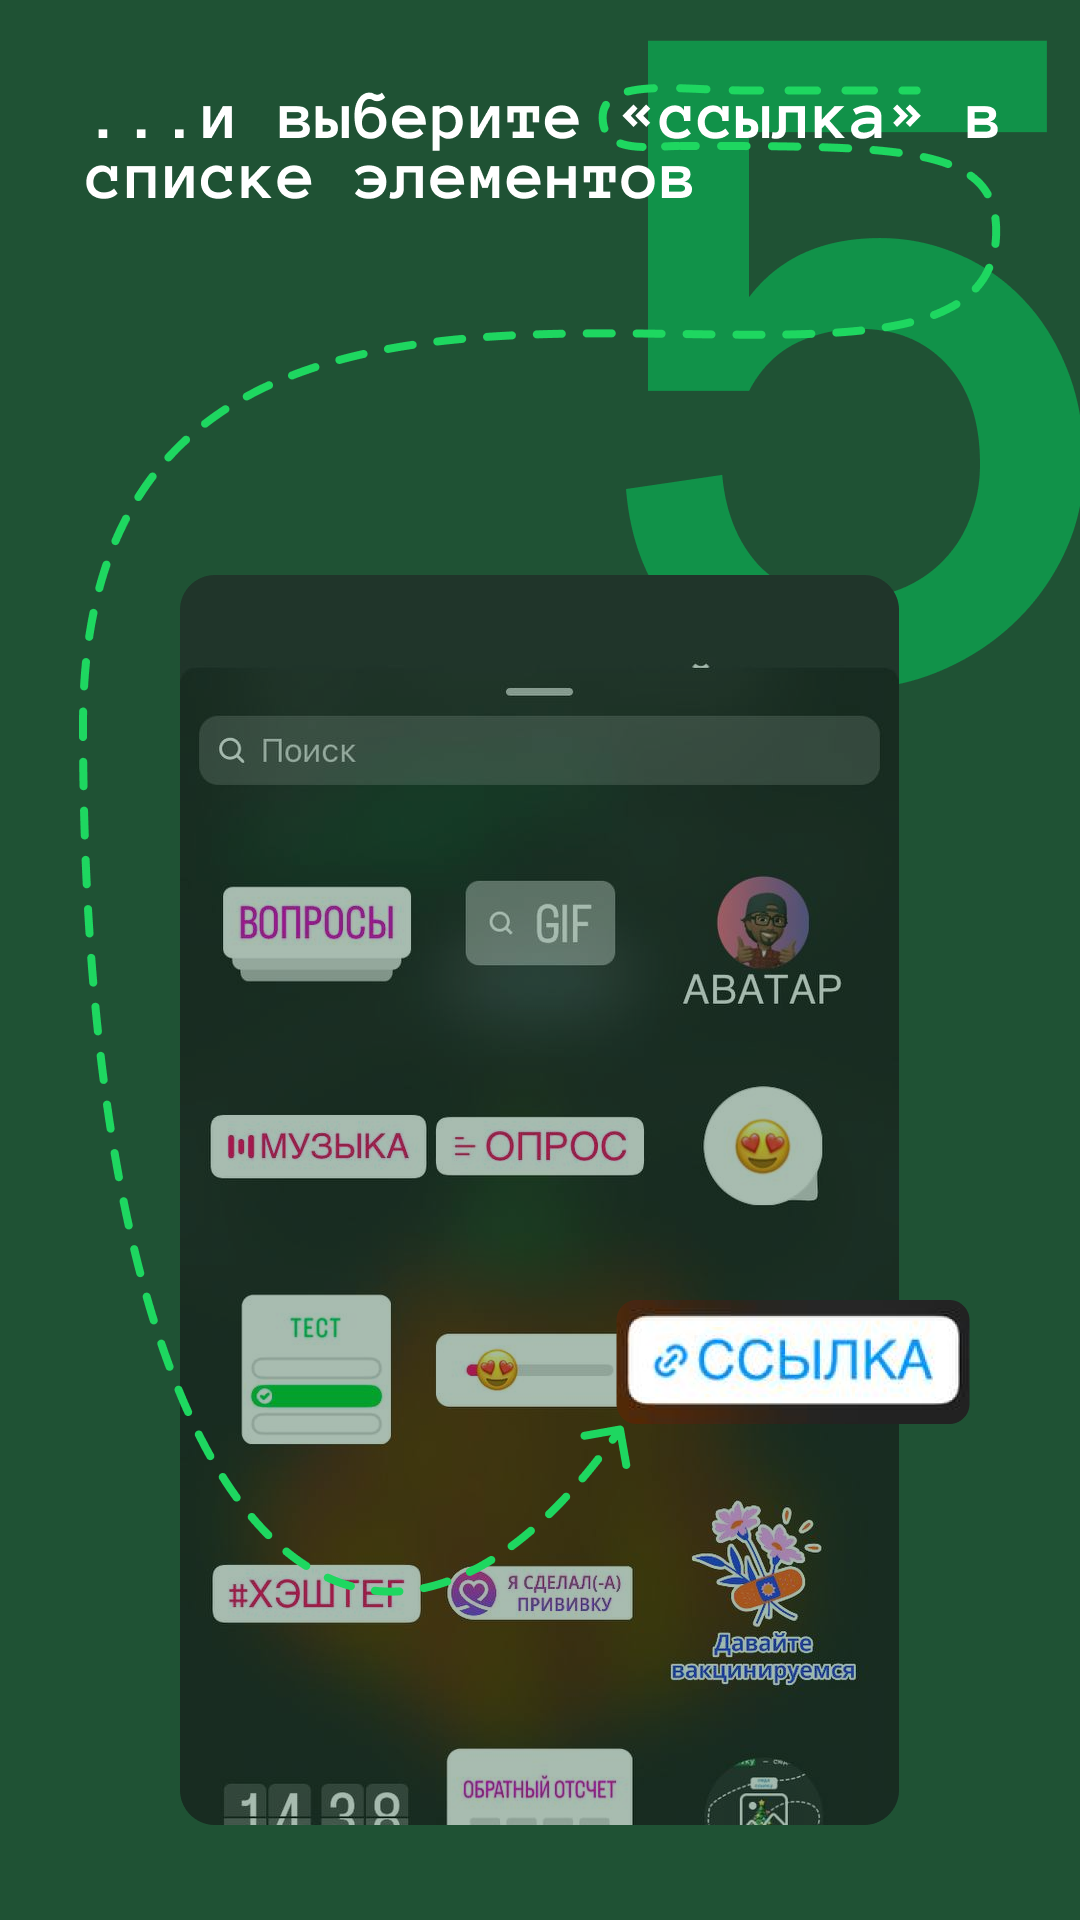 5
...и выберите «ссылка» в
списке элементов
Поиск
ВОПРОСЫ
GIF
АВАТАР
МУЗЫКА
ОПРОС
ТЕСТ
ССЫЛКА
#ХЭШТЕГ
Я СДЕЛАЛ(-А)
ПРИВИВКУ
Давайте
вакцинируемся
14 38
ОБРАТНЫЙ ОТСЧЕТ